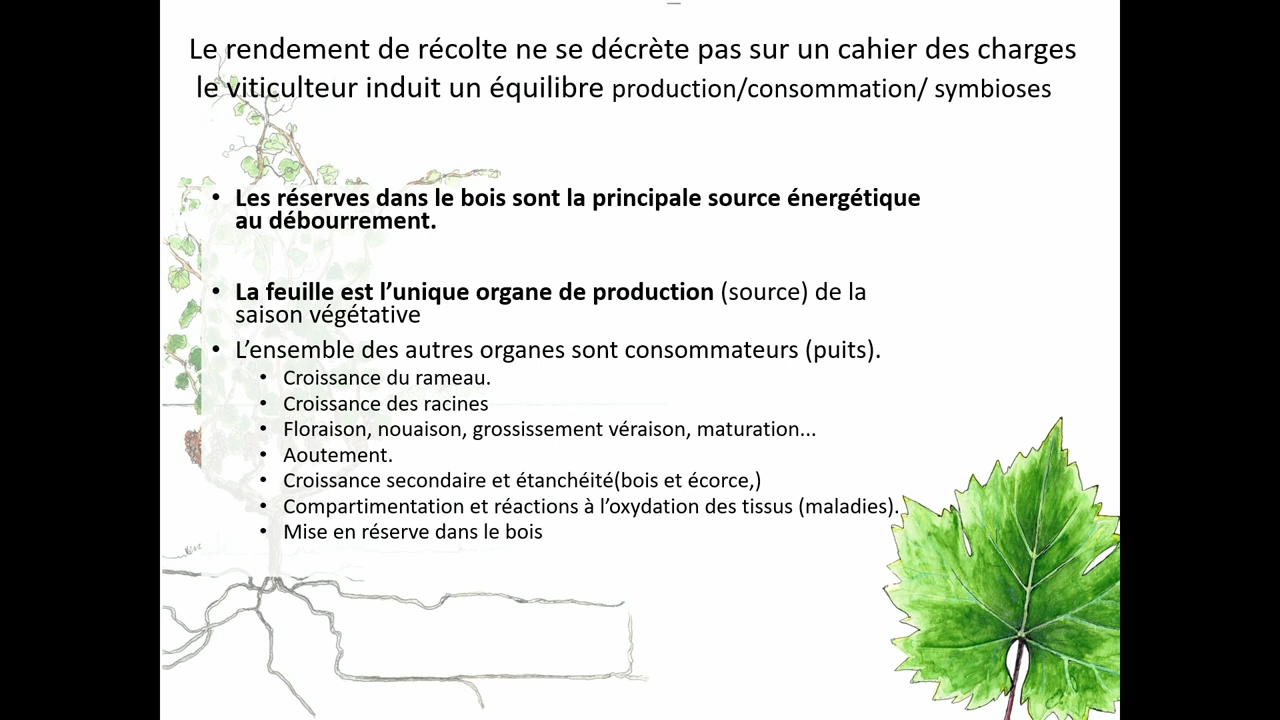 Le rendement de récolte ne se décrète pas sur un cahier des charges
le viticulteur induit un équilibre production/consommation/ symbioses
• Les réserves dans le bois sont la principale source énergétique
au débourrement.
• La feuille est l’unique organe de production (source) de la
saison végétative
• L’ensemble des autres organes sont consommateurs (puits).
• Croissance du rameau.
• Croissance des racines
• Floraison, nouaison, grossissement véraison, maturation...
• Aoutement.
• Croissance secondaire et étanchéité(bois et écorce,)
• Compartimentation et réactions à l’oxydation des tissus (maladies).
• Mise en réserve dans le bois